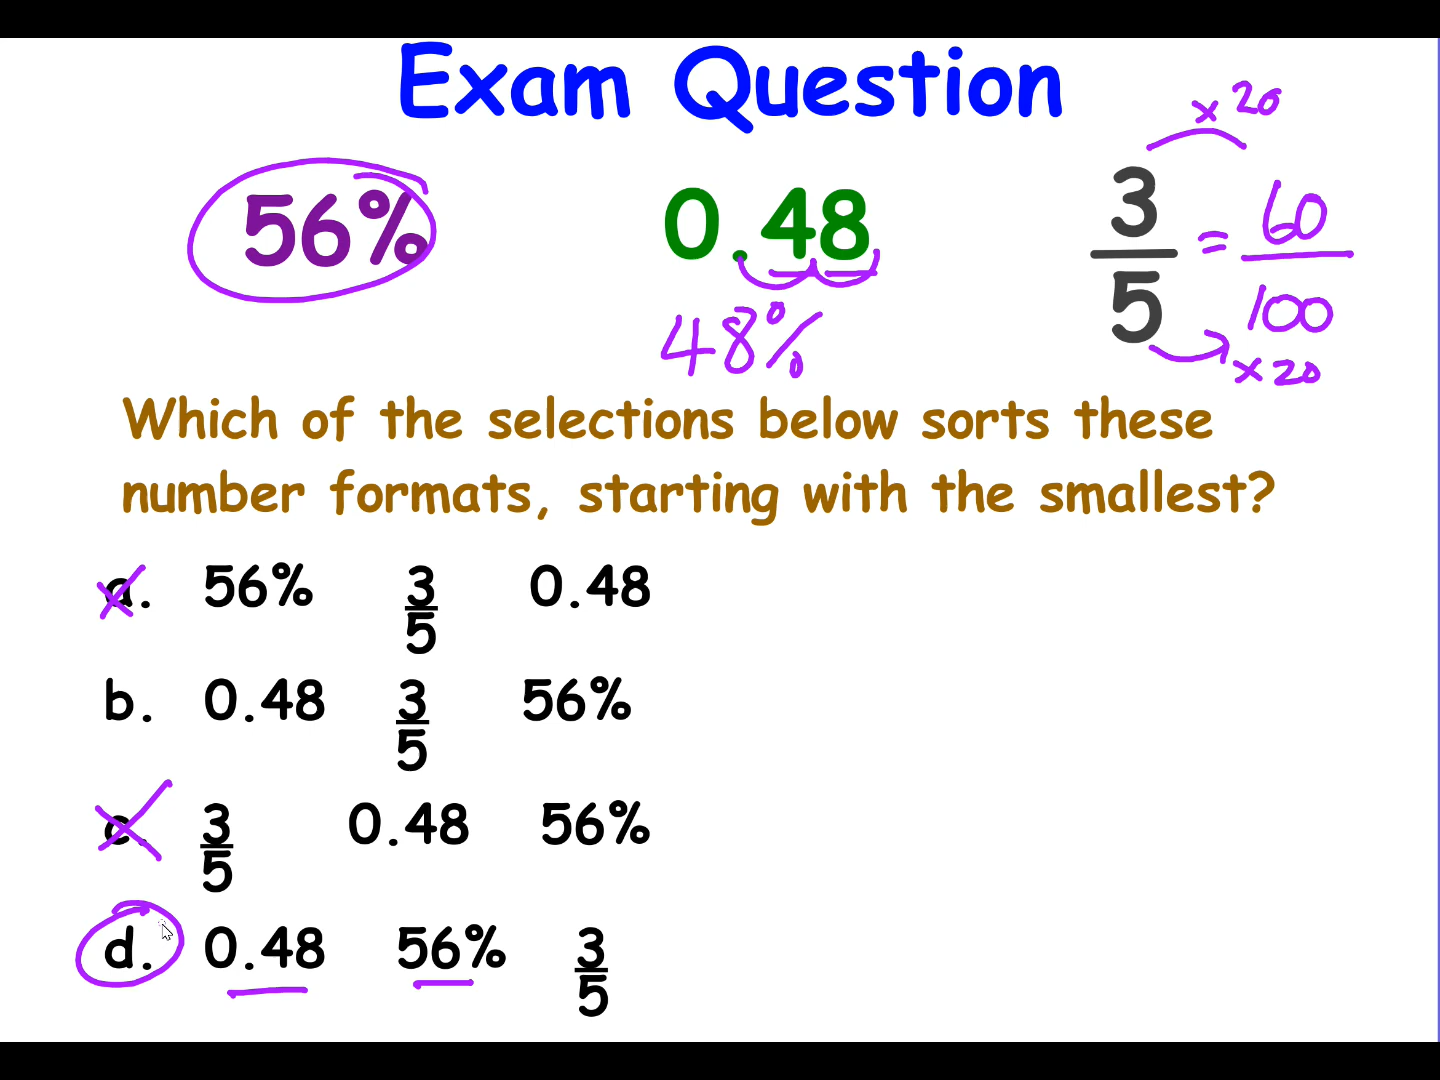 Exam Question
x 20
56% 0.48 3/5 = 60/100
48% x 20
Which of the selections below sorts these
number formats, starting with the smallest?
a. 56% 3/5 0.48
b. 0.48 3/5 56%
c. 3/5 0.48 56%
d. 0.48 56% 3/5